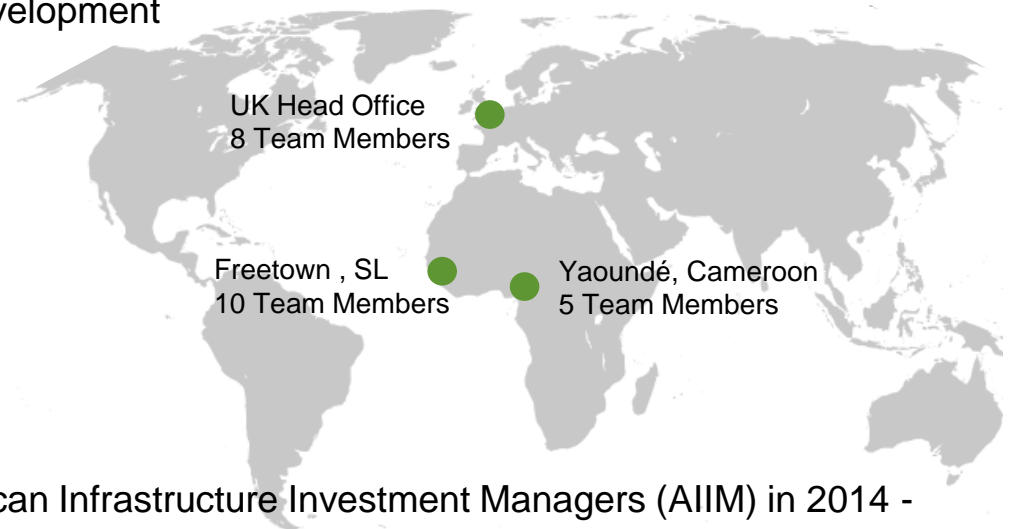 velopment
UK Head Office
8 Team Members
Freetown , SL
10 Team Members
Yaoundé, Cameroon
5 Team Members
can Infrastructure Investment Managers (AIIM) in 2014 -